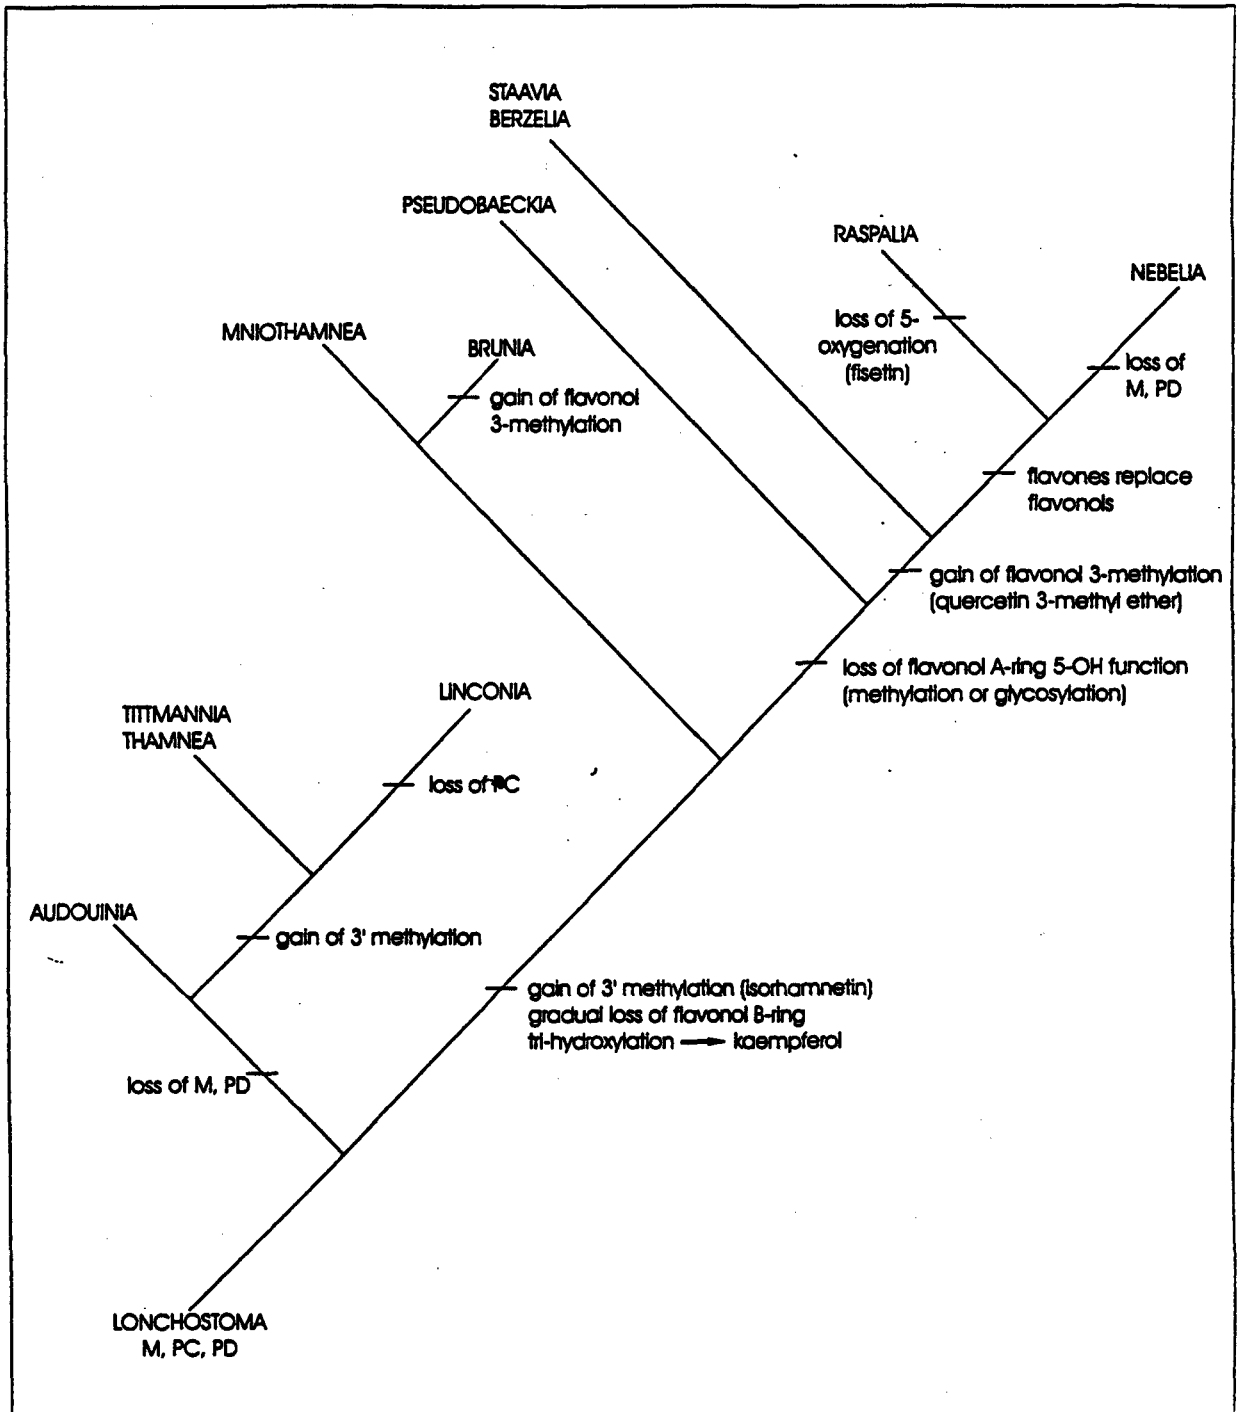 STAAVIA
BERZELIA
PSEUDOBAECKIA
RASPALIA
NEBELIA
MNIOTHAMNEA
BRUNIA
loss of 5-
oxygenation
(fisetin)
loss of
M, PD
gain of flavonol
3-methylation
flavones replace
flavonols
gain of flavonol 3-methylation
(quercetin 3-methyl ether)
loss of flavonol A-ring 5-OH function
(methylation or glycosylation)
LINCONIA
TITTMANNIA
THAMNEA
loss of PC
AUDOUINIA
gain of 3' methylation
gain of 3' methylation (isorhamnetin)
gradual loss of flavonol B-ring
tri-hydroxylation → kaempferol
loss of M, PD
LONCHOSTOMA
M, PC, PD